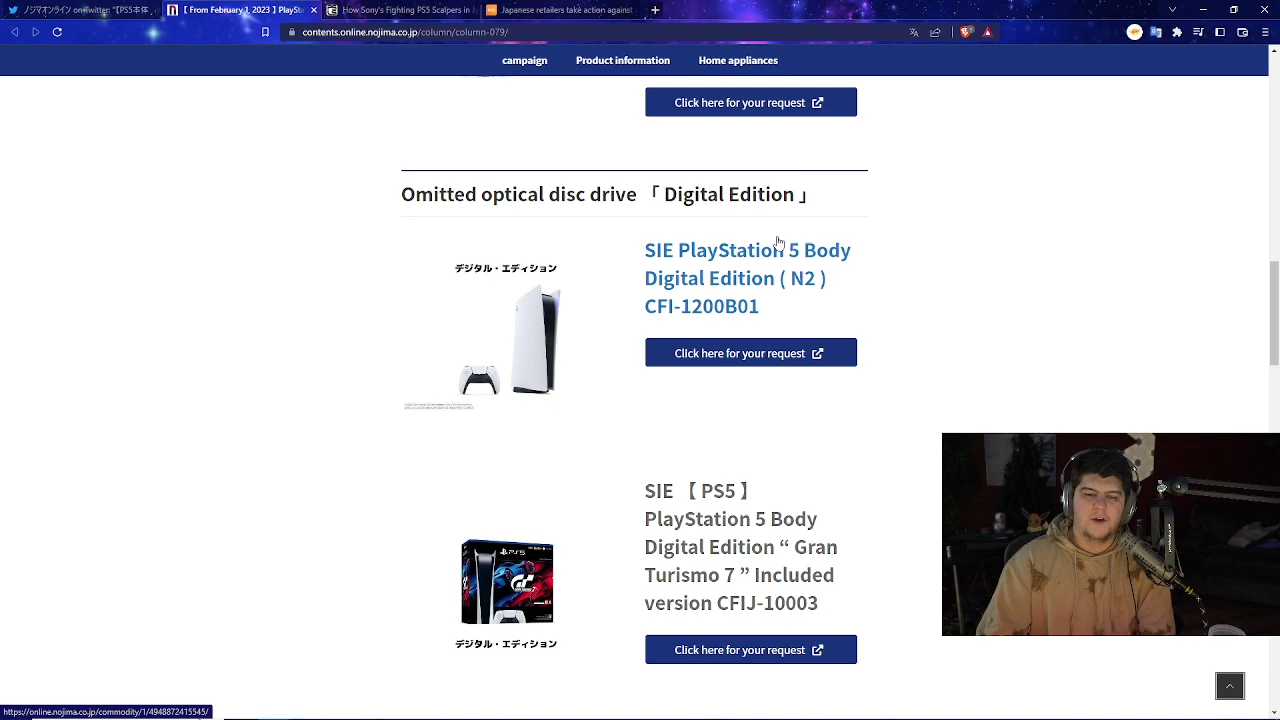 ノジマオンライン on Twitter: "【PS5本体
[ From February 1, 2023 ] PlaySta
How Sony's Fighting PS5 Scalpers in J
Japanese retailers take action against
contents.online.nojima.co.jp/column/column-079/
campaign Product information Home appliances
Click here for your request
Omitted optical disc drive 「 Digital Edition 」
デジタル・エディション
SIE PlayStation 5 Body
Digital Edition ( N2 )
CFI-1200B01
Click here for your request
SIE 【 PS5 】
PlayStation 5 Body
Digital Edition “ Gran
Turismo 7 ” Included
version CFIJ-10003
PS5
デジタル・エディション
Click here for your request
https://online.nojima.co.jp/commodity/1/4948872415545/